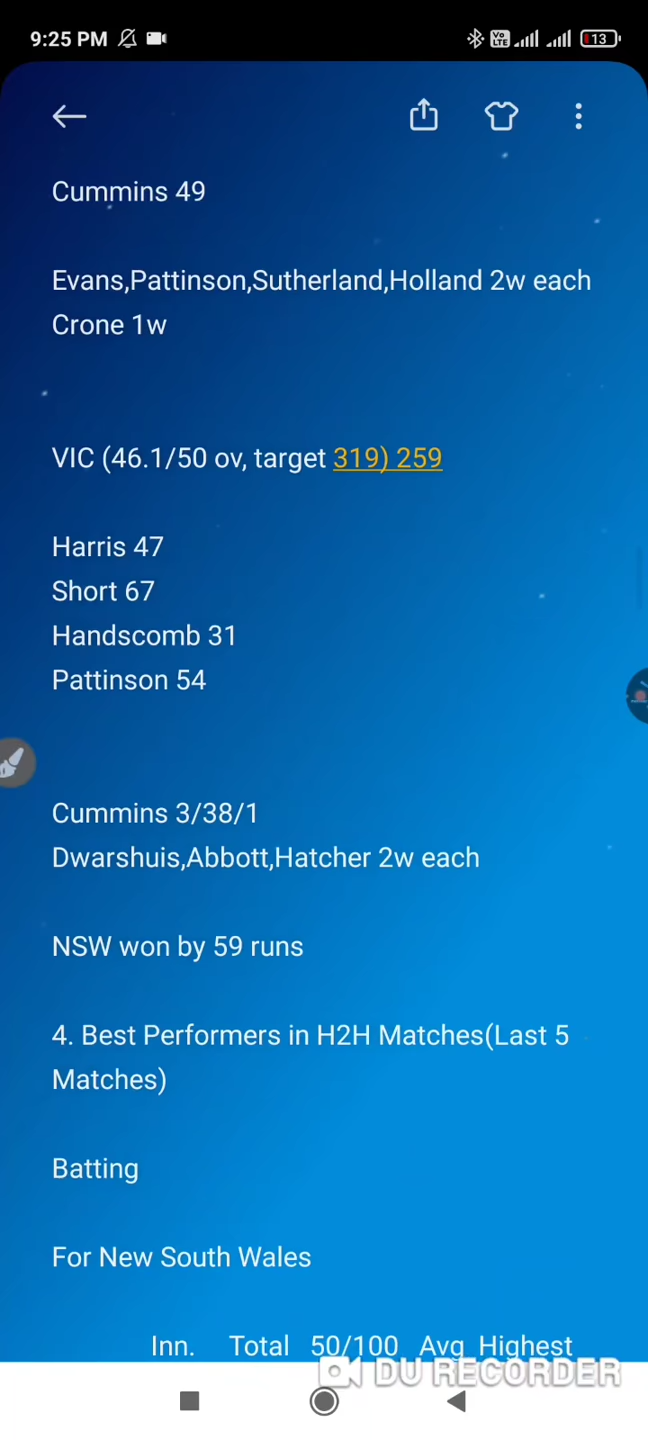 9:25 PM
Vo LTE
13
Cummins 49
Evans,Pattinson,Sutherland,Holland 2w each
Crone 1w
VIC (46.1/50 ov, target 319) 259
Harris 47
Short 67
Handscomb 31
Pattinson 54
Cummins 3/38/1
Dwarshuis,Abbott,Hatcher 2w each
NSW won by 59 runs
4. Best Performers in H2H Matches(Last 5
Matches)
Batting
For New South Wales
Inn. Total 50/100 Avg Highest
DU RECORDER